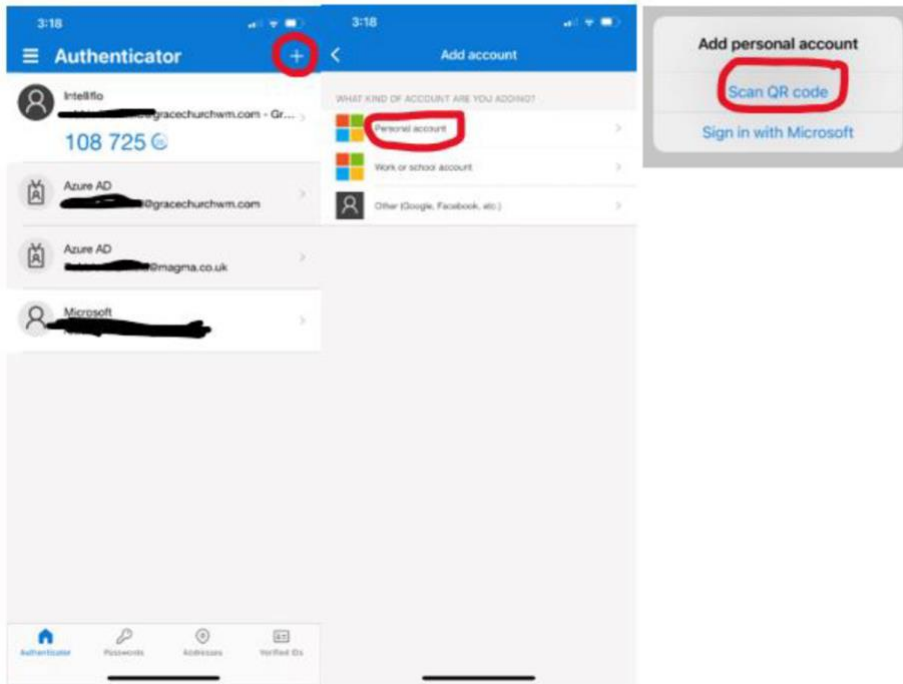 3:18
Authenticator
+
Intelliflo
gracechurchwm.com - Gr...
108 725
Azure AD
@gracechurchwm.com
Azure AD
@magma.co.uk
Microsoft
Authenticator
Passwords
Addresses
Verified IDs
3:18
Add account
WHAT KIND OF ACCOUNT ARE YOU ADDING?
Personal account
Work or school account
Other (Google, Facebook, etc.)
Add personal account
Scan QR code
Sign in with Microsoft